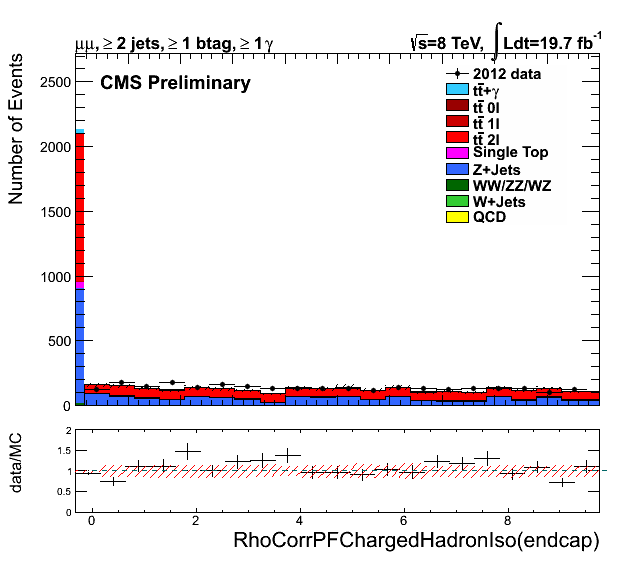 μμ, ≥ 2 jets, ≥ 1 btag, ≥ 1 γ
√s=8 TeV, ∫ Ldt=19.7 fb⁻¹
Number of Events
CMS Preliminary
2012 data
tt̄+γ
tt̄ 0l
tt̄ 1l
tt̄ 2l
Single Top
Z+Jets
WW/ZZ/WZ
W+Jets
QCD
2500
2000
1500
1000
500
0
data/MC
2
1.5
1
0.5
0
0 2 4 6 8
RhoCorrPFChargedHadronIso(endcap)